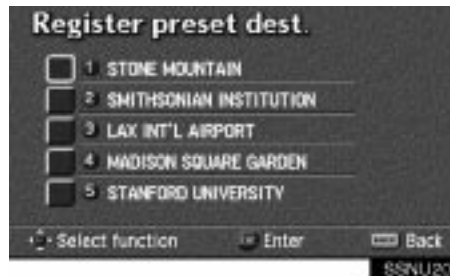 Register preset dest.
1 STONE MOUNTAIN
2 SMITHSONIAN INSTITUTION
3 LAX INT'L AIRPORT
4 MADISON SQUARE GARDEN
5 STANFORD UNIVERSITY
Select function Enter Back